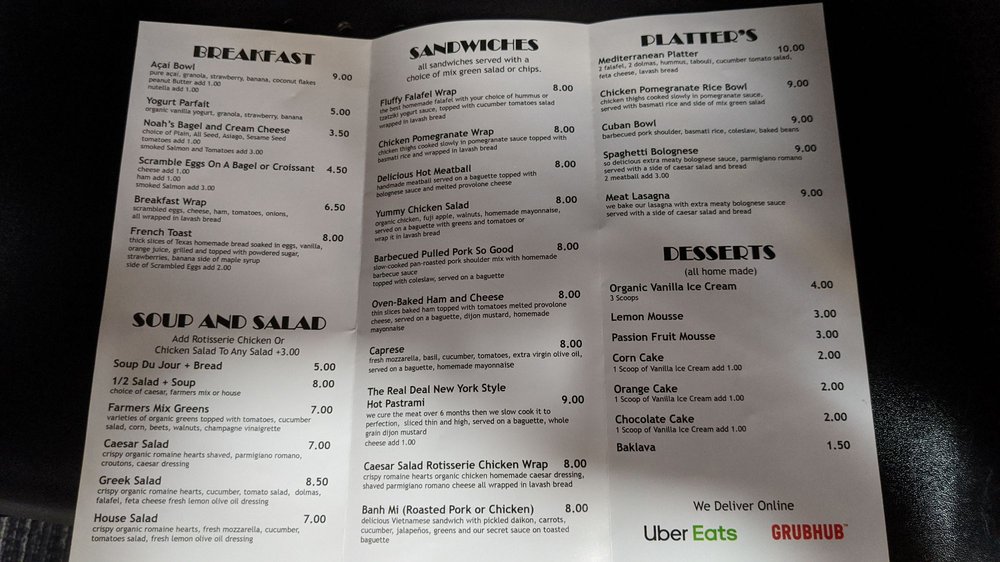 BREAKFAST
Açai Bowl 9.00
pure açai, granola, strawberry, banana, coconut flakes
peanut Butter add 1.00
nutella add 1.00
Yogurt Parfait 5.00
organic vanilla yogurt, granola, strawberry, banana
Noah's Bagel and Cream Cheese 3.50
choice of Plain, All Seed, Asiago, Sesame Seed
tomatoes add 1.00
smoked Salmon and Tomatoes add 3.00
Scramble Eggs On A Bagel or Croissant 4.50
cheese add 1.00
ham add 1.00
smoked Salmon add 3.00
Breakfast Wrap 6.50
scrambled eggs, cheese, ham, tomatoes, onions,
all wrapped in lavash bread
French Toast 8.00
thick slices of Texas homemade bread soaked in eggs, vanilla,
orange juice, grilled and topped with powdered sugar,
strawberries, banana side of maple syrup
side of Scrambled Eggs add 2.00
SOUP AND SALAD
Add Rotisserie Chicken Or
Chicken Salad To Any Salad +3.00
Soup Du Jour + Bread 5.00
1/2 Salad + Soup 8.00
choice of caesar, farmers mix or house
Farmers Mix Greens 7.00
varieties of organic greens topped with tomatoes, cucumber
salad, corn, beets, walnuts, champagne vinaigrette
Caesar Salad 7.00
crispy organic romaine hearts shaved, parmigiano romano,
croutons, caesar dressing
Greek Salad 8.50
crispy organic romaine hearts, cucumber, tomato salad, dolmas,
falafel, feta cheese fresh lemon olive oil dressing
House Salad 7.00
crispy organic romaine hearts, fresh mozzarella, cucumber,
tomatoes salad, fresh lemon olive oil dressing
SANDWICHES
all sandwiches served with a
choice of mix green salad or chips.
Fluffy Falafel Wrap 8.00
the best homemade falafel with your choice of hummus or
tzatziki yogurt sauce, topped with cucumber tomatoes salad
wrapped in lavash bread
Chicken Pomegranate Wrap 8.00
chicken thighs cooked slowly in pomegranate sauce topped with
basmati rice and wrapped in lavash bread
Delicious Hot Meatball 8.00
handmade meatball served on a baguette topped with
bolognese sauce and melted provolone cheese
Yummy Chicken Salad 8.00
organic chicken, fuji apple, walnuts, homemade mayonnaise,
served on a baguette with greens and tomatoes or
wrap it in lavash bread
Barbecued Pulled Pork So Good 8.00
slow-cooked pan-roasted pork shoulder mix with homemade
barbecue sauce
topped with coleslaw, served on a baguette
Oven-Baked Ham and Cheese 8.00
thin slices baked ham topped with tomatoes melted provolone
cheese, served on a baguette, dijon mustard, homemade
mayonnaise
Caprese 8.00
fresh mozzarella, basil, cucumber, tomatoes, extra virgin olive oil,
served on a baguette, homemade mayonnaise
The Real Deal New York Style
Hot Pastrami 9.00
we cure the meat over 6 months then we slow cook it to
perfection, sliced thin and high, served on a baguette, whole
grain dijon mustard
cheese add 1.00
Caesar Salad Rotisserie Chicken Wrap 8.00
crispy romaine hearts organic chicken homemade caesar dressing,
shaved parmigiano romano cheese all wrapped in lavash bread
Banh Mi (Roasted Pork or Chicken) 8.00
delicious Vietnamese sandwich with pickled daikon, carrots,
cucumber, jalapeños, greens and our secret sauce on toasted
baguette
PLATTER'S
Mediterranean Platter 10.00
2 falafel, 2 dolmas, hummus, tabouli, cucumber tomato salad,
feta cheese, lavash bread
Chicken Pomegranate Rice Bowl 9.00
chicken thighs cooked slowly in pomegranate sauce,
served with basmati rice and side of mix green salad
Cuban Bowl 9.00
barbecued pork shoulder, basmati rice, coleslaw, baked beans
Spaghetti Bolognese 9.00
so delicious extra meaty bolognese sauce, parmigiano romano
served with a side of caesar salad and bread
2 meatball add 3.00
Meat Lasagna 9.00
we bake our lasagna with extra meaty bolognese sauce
served with a side of caesar salad and bread
DESSERTS
(all home made)
Organic Vanilla Ice Cream 4.00
3 Scoops
Lemon Mousse 3.00
Passion Fruit Mousse 3.00
Corn Cake 2.00
1 Scoop of Vanilla Ice Cream add 1.00
Orange Cake 2.00
1 Scoop of Vanilla Ice Cream add 1.00
Chocolate Cake 2.00
1 Scoop of Vanilla Ice Cream add 1.00
Baklava 1.50
We Deliver Online
Uber Eats GRUBHUB™